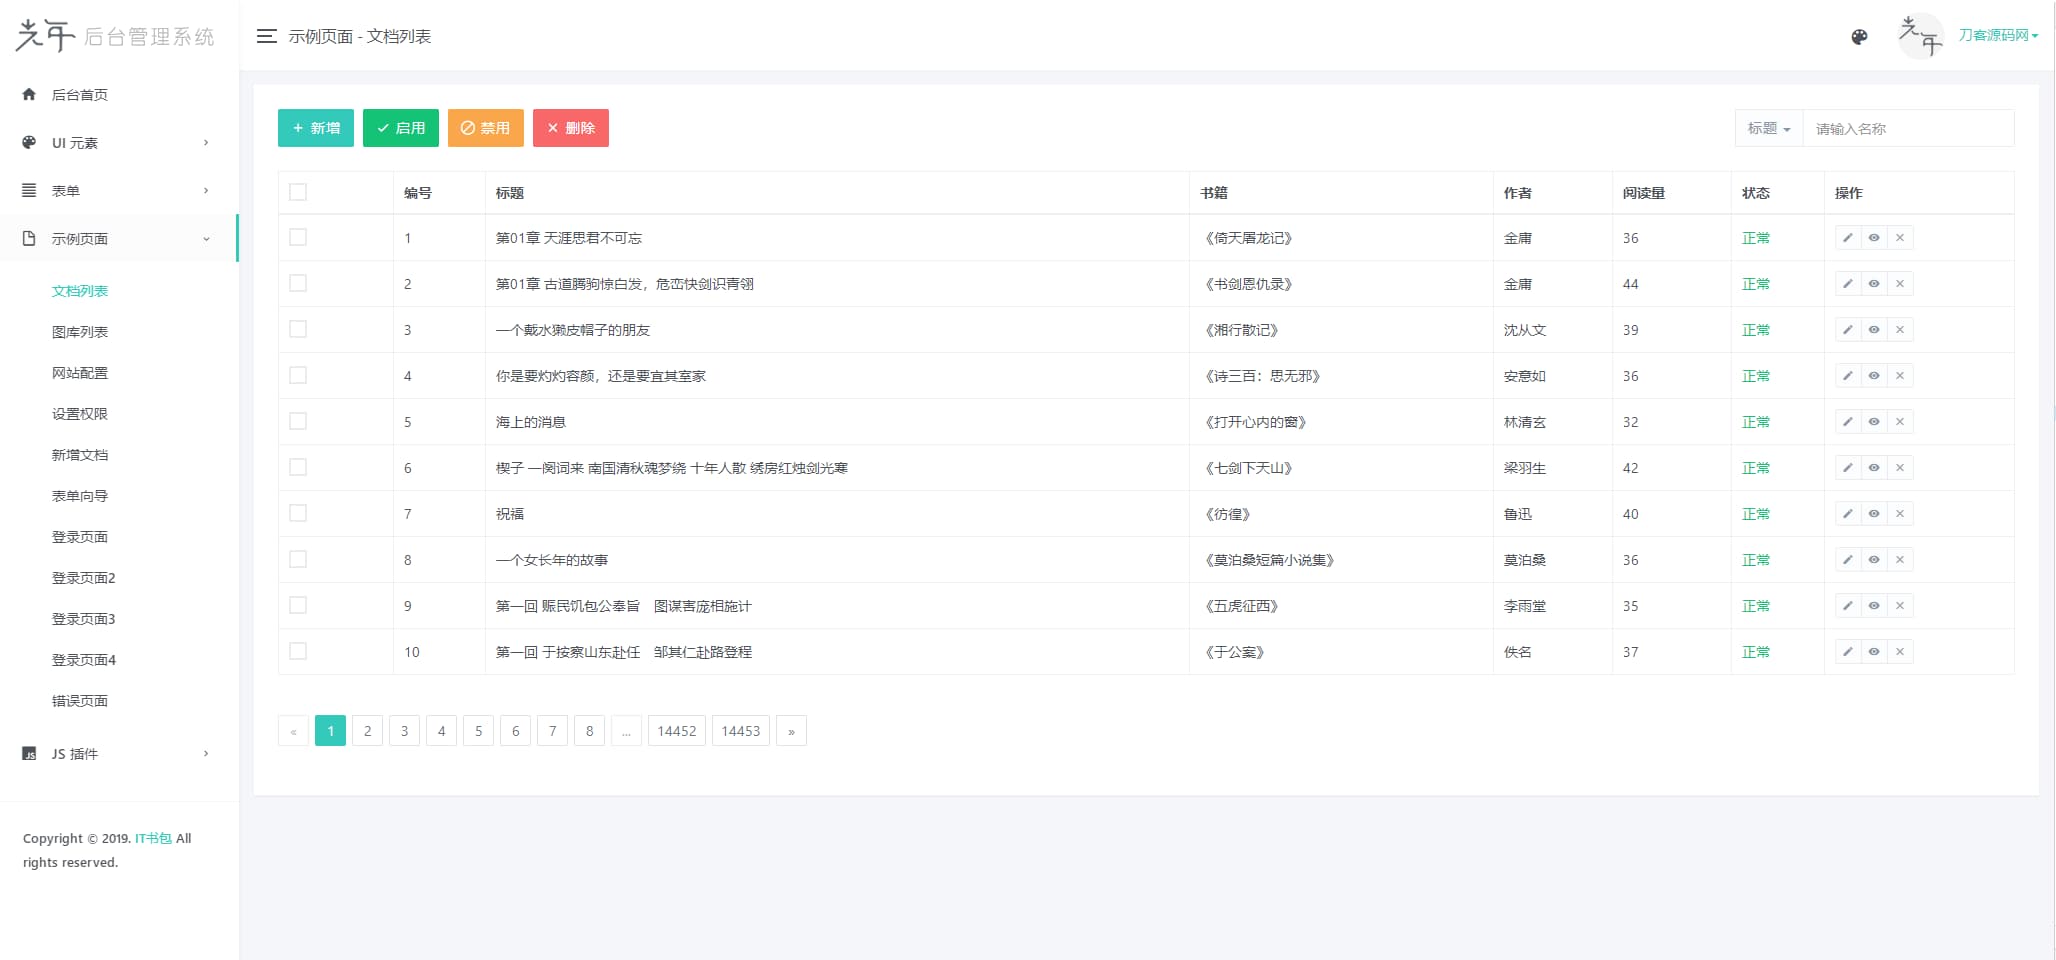 光年 后台管理系统
示例页面 - 文档列表
刀客源码网
后台首页
UI 元素
表单
示例页面
文档列表
图库列表
网站配置
设置权限
新增文档
表单向导
登录页面
登录页面2
登录页面3
登录页面4
错误页面
JS 插件
Copyright © 2019. IT书包 All
rights reserved.
新增 启用 禁用 删除
标题 请输入名称
编号 标题 书籍 作者 阅读量 状态 操作
1 第01章 天涯思君不可忘 《倚天屠龙记》 金庸 36 正常
2 第01章 古道腾驹惊白发，危峦快剑识青翎 《书剑恩仇录》 金庸 44 正常
3 一个戴水獭皮帽子的朋友 《湘行散记》 沈从文 39 正常
4 你是要灼灼容颜，还是要宜其室家 《诗三百：思无邪》 安意如 36 正常
5 海上的消息 《打开心内的窗》 林清玄 32 正常
6 楔子 一阕词来 南国清秋魂梦绕 十年人散 绣房红烛剑光寒 《七剑下天山》 梁羽生 42 正常
7 祝福 《彷徨》 鲁迅 40 正常
8 一个女长年的故事 《莫泊桑短篇小说集》 莫泊桑 36 正常
9 第一回 赈民饥包公奉旨　图谋害庞相施计 《五虎征西》 李雨堂 35 正常
10 第一回 于按察山东赴任　邹其仁赴路登程 《于公案》 佚名 37 正常
« 1 2 3 4 5 6 7 8 ... 14452 14453 »